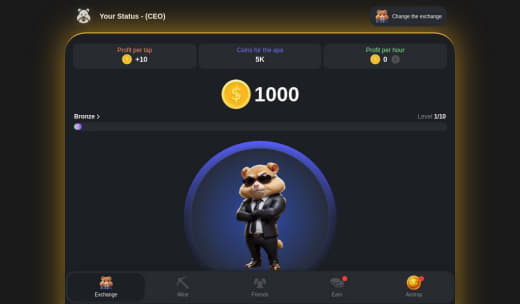 Your Status - (CEO)
Change the exchange
Profit per tap
+10
Coins for the apa
5K
Profit per hour
0
1000
Bronze >
Level 1/10
Exchange
Mine
Friends
Earn
Airdrop